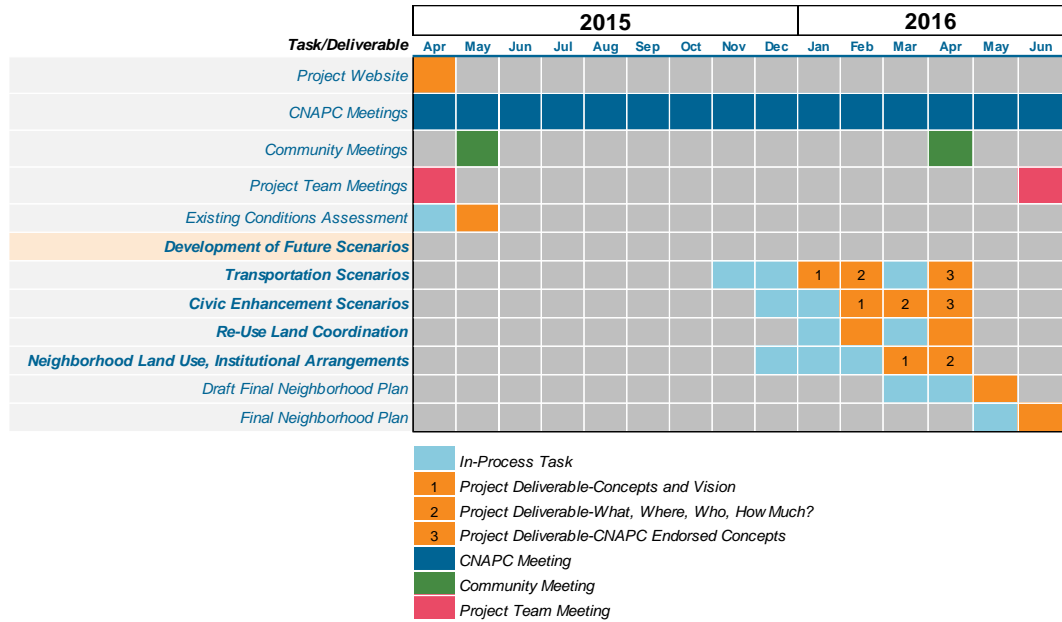 2015 2016
Task/Deliverable Apr May Jun Jul Aug Sep Oct Nov Dec Jan Feb Mar Apr May Jun
Project Website
CNAPC Meetings
Community Meetings
Project Team Meetings
Existing Conditions Assessment
Development of Future Scenarios
Transportation Scenarios 1 2 3
Civic Enhancement Scenarios 1 2 3
Re-Use Land Coordination
Neighborhood Land Use, Institutional Arrangements 1 2
Draft Final Neighborhood Plan
Final Neighborhood Plan
In-Process Task
1 Project Deliverable-Concepts and Vision
2 Project Deliverable-What, Where, Who, How Much?
3 Project Deliverable-CNAPC Endorsed Concepts
CNAPC Meeting
Community Meeting
Project Team Meeting